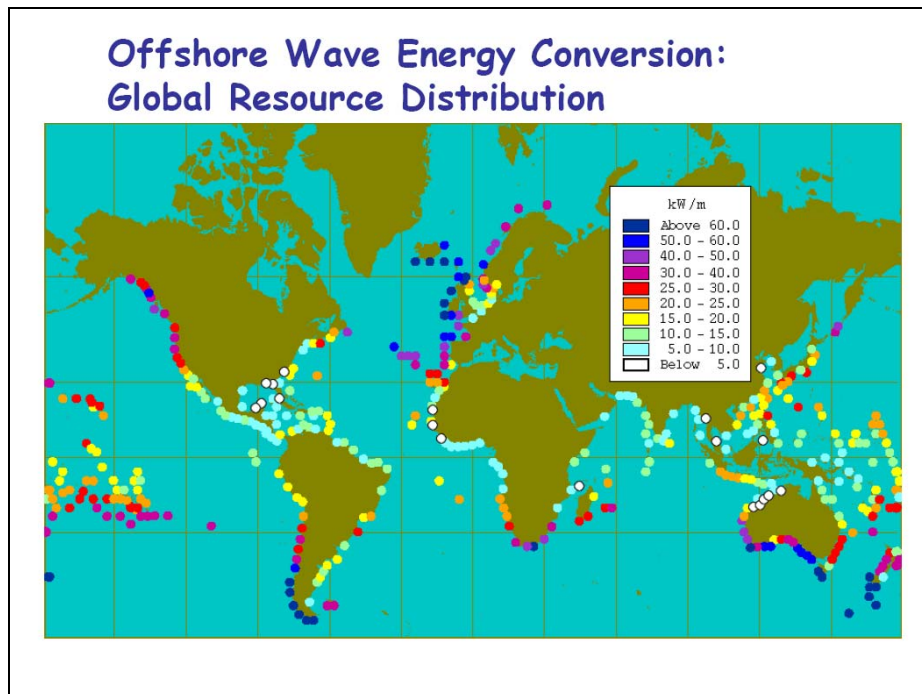 Offshore Wave Energy Conversion:
Global Resource Distribution
kW/m
Above 60.0
50.0 - 60.0
40.0 - 50.0
30.0 - 40.0
25.0 - 30.0
20.0 - 25.0
15.0 - 20.0
10.0 - 15.0
5.0 - 10.0
Below 5.0